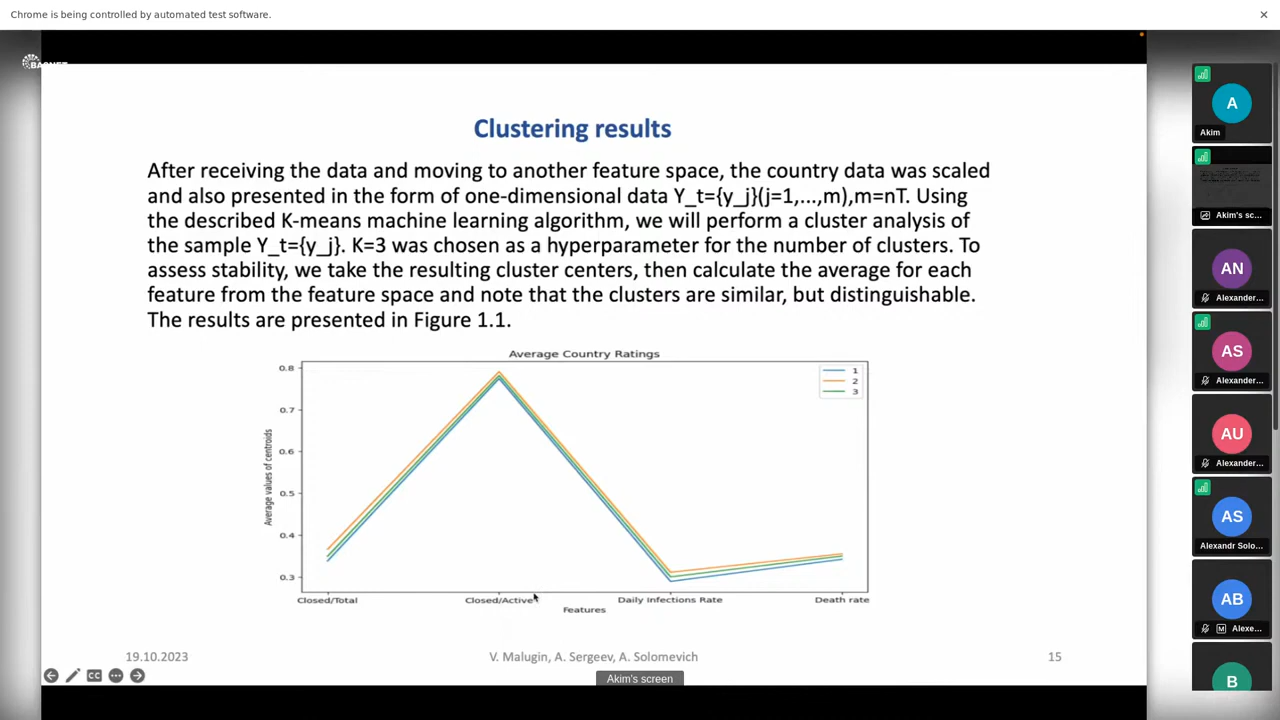 Chrome is being controlled by automated test software.
BASNET
Clustering results
After receiving the data and moving to another feature space, the country data was scaled
and also presented in the form of one-dimensional data Y_t={y_j}(j=1,...,m),m=nT. Using
the described K-means machine learning algorithm, we will perform a cluster analysis of
the sample Y_t={y_j}. K=3 was chosen as a hyperparameter for the number of clusters. To
assess stability, we take the resulting cluster centers, then calculate the average for each
feature from the feature space and note that the clusters are similar, but distinguishable.
The results are presented in Figure 1.1.
Average Country Ratings
0.8
0.7
0.6
0.5
0.4
0.3
Average values of centroids
1
2
3
Closed/Total
Closed/Active
Daily Infections Rate
Death rate
Features
19.10.2023
V. Malugin, A. Sergeev, A. Solomevich
15
CC
Akim's screen
A
Akim
Akim's sc...
AN
Alexander...
AS
Alexander...
AU
Alexander...
AS
Alexandr Solo...
AB
M
Alexe...
B